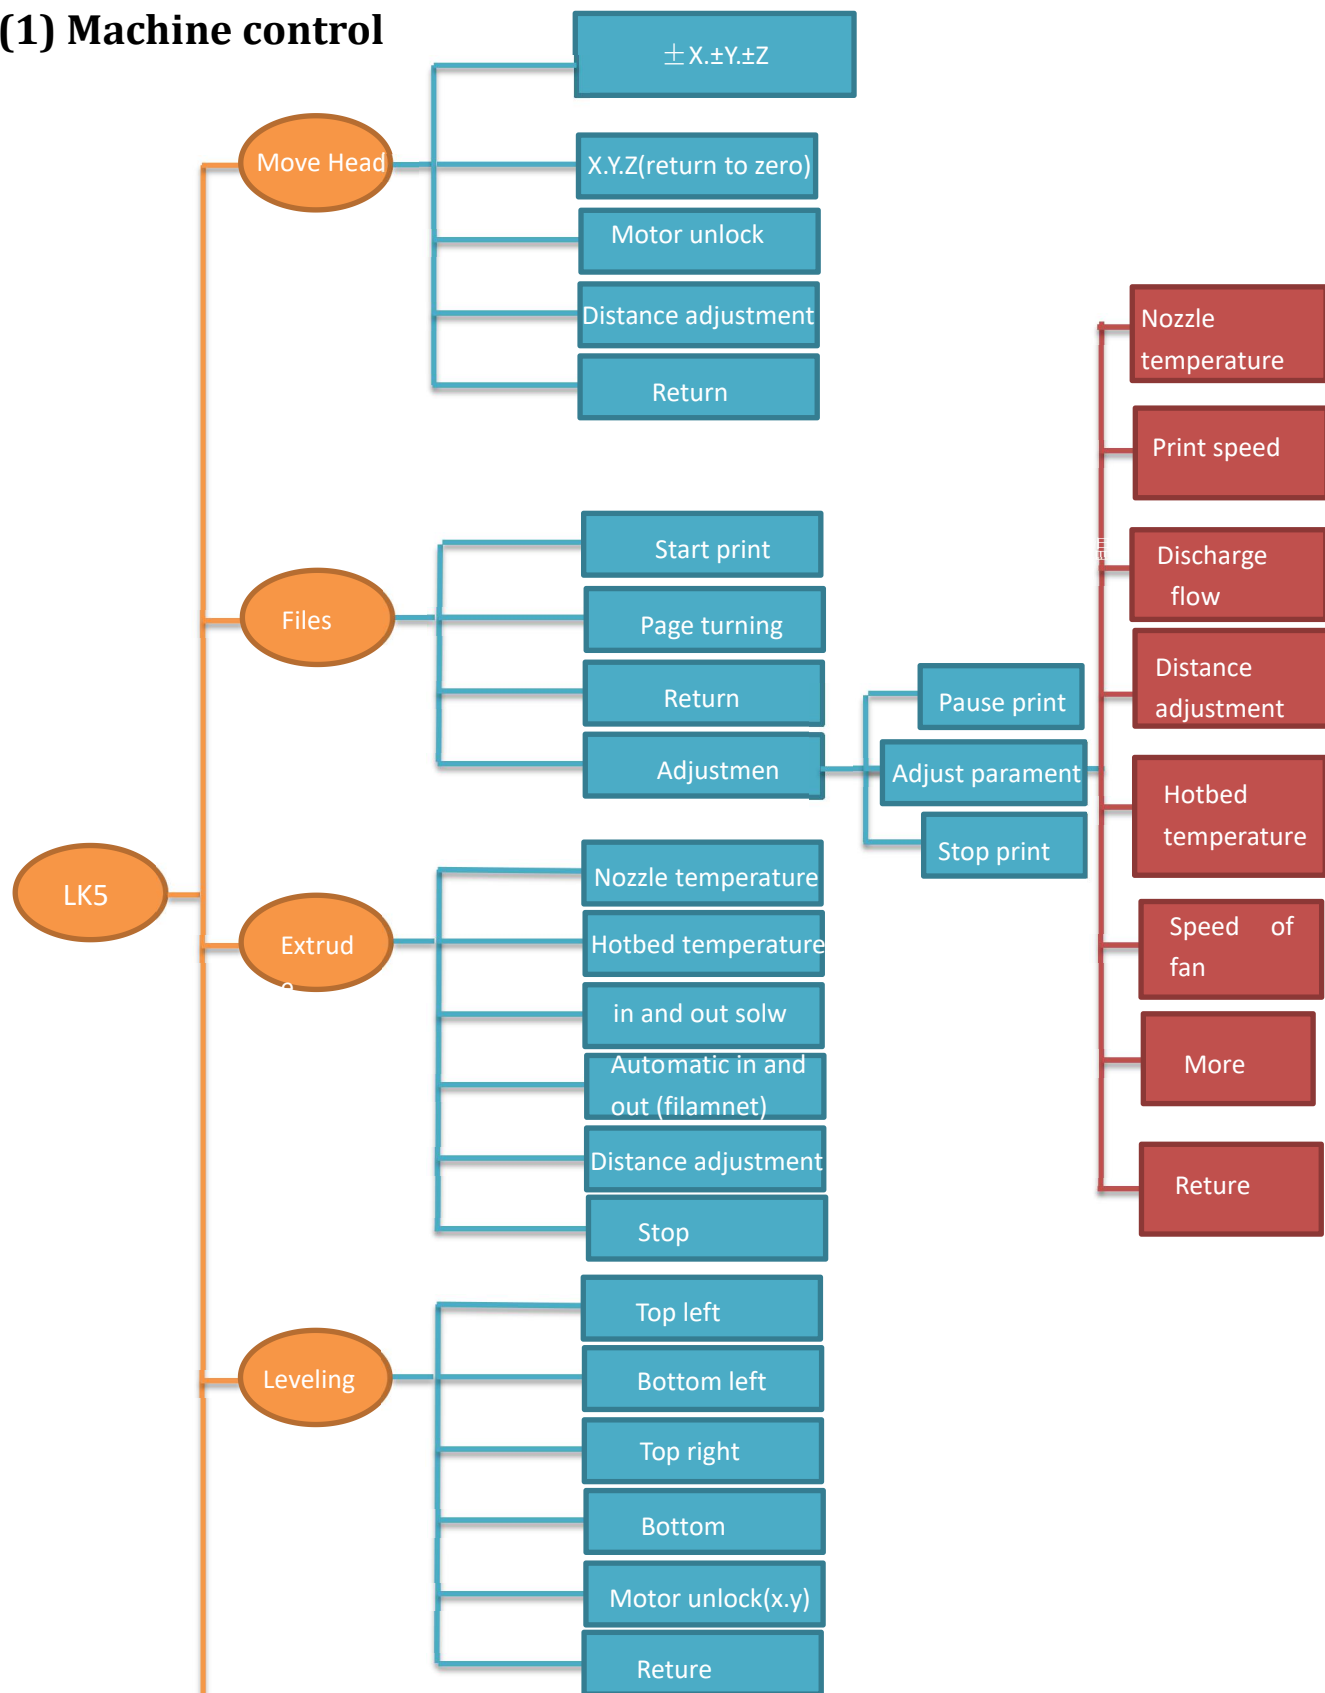 (1) Machine control
±X.±Y.±Z
Move Head
X.Y.Z(return to zero)
Motor unlock
Distance adjustment
Return
Nozzle
temperature
Print speed
Discharge
flow
Distance
adjustment
Hotbed
temperature
Speed of
fan
More
Reture
Start print
Files
Page turning
Return
Adjustmen
Pause print
Adjust parament
Stop print
LK5
Extrud
e
Nozzle temperature
Hotbed temperature
in and out solw
Automatic in and
out (filamnet)
Distance adjustment
Stop
Leveling
Top left
Bottom left
Top right
Bottom
Motor unlock(x.y)
Reture